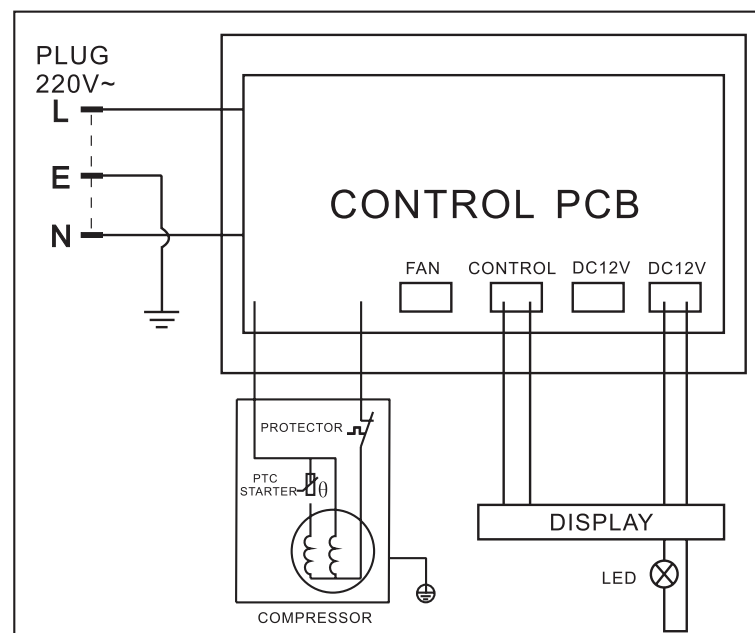 PLUG
220V~
L
E
N
CONTROL PCB
FAN CONTROL DC12V DC12V
PROTECTOR
PTC
STARTER
θ
COMPRESSOR
DISPLAY
LED